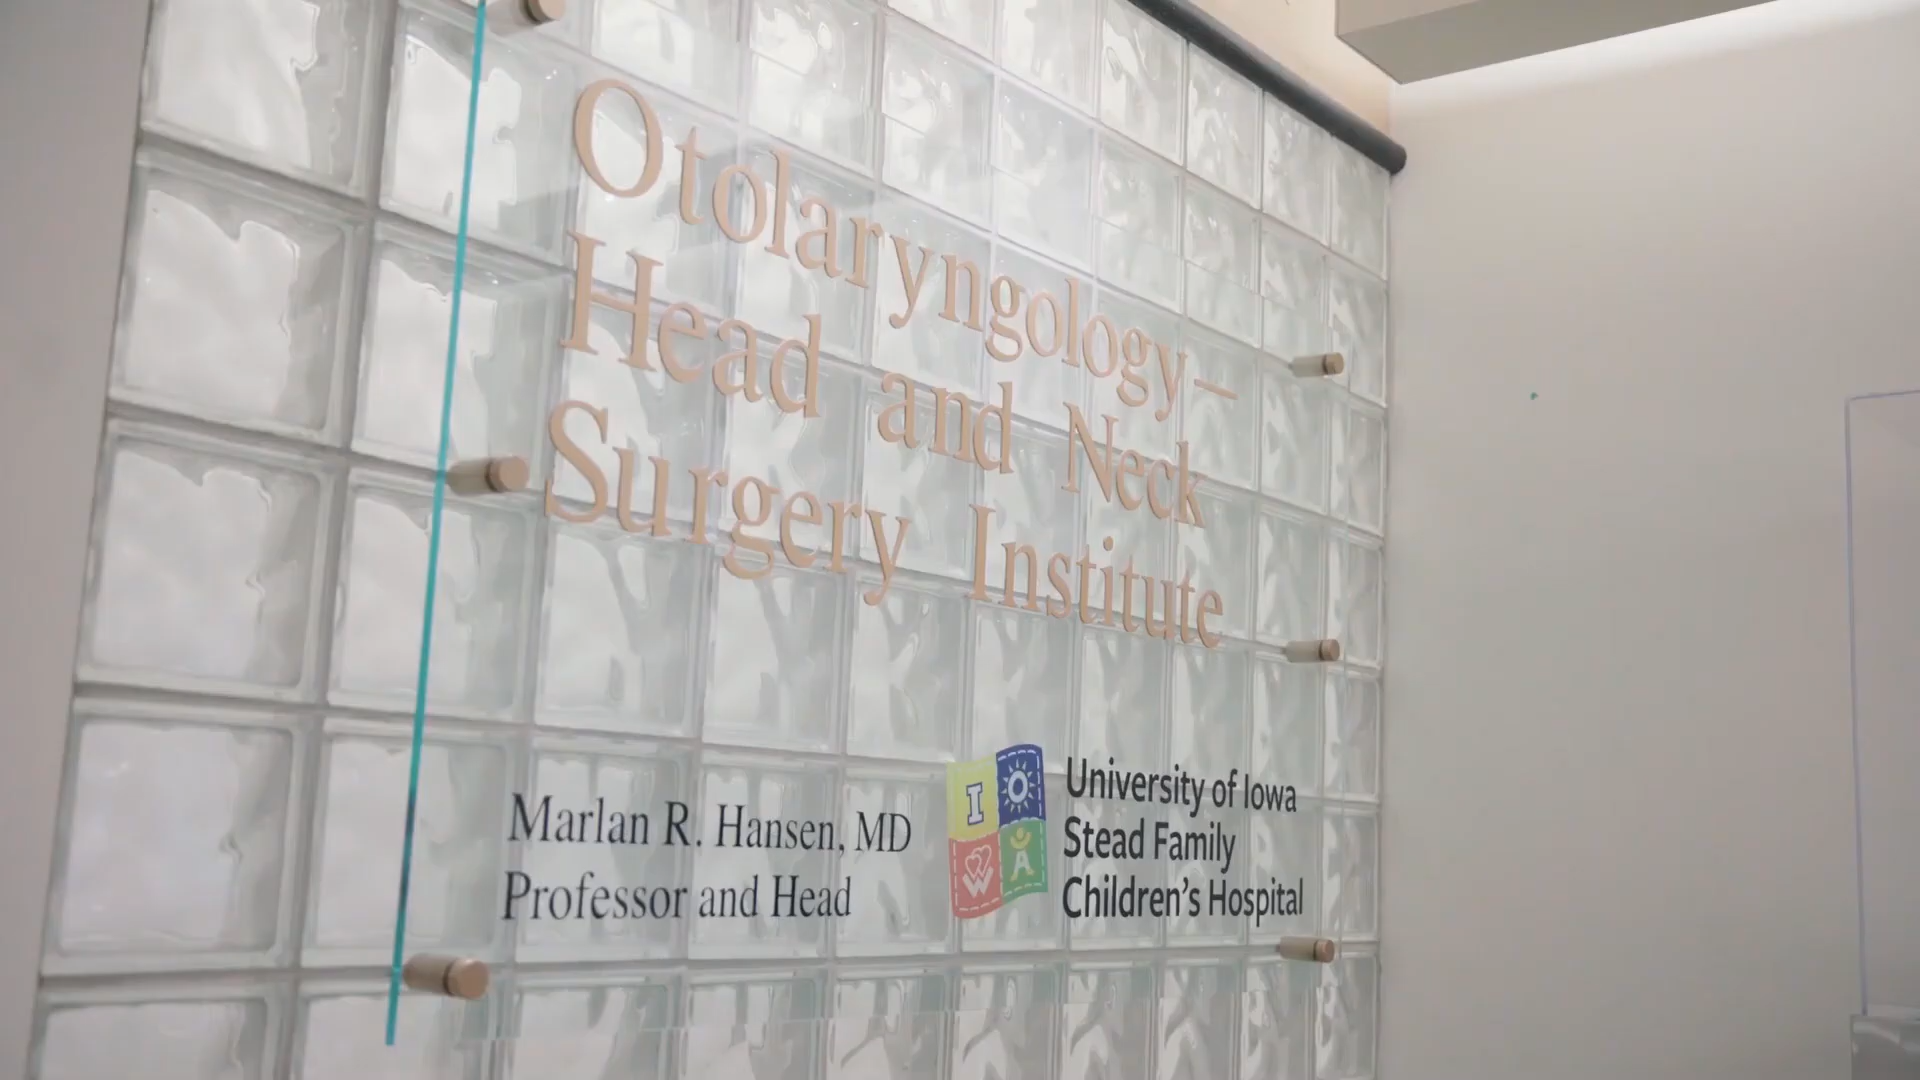 Otolaryngology—
Head and Neck
Surgery Institute
Marlan R. Hansen, MD
Professor and Head
I O
W A
University of Iowa
Stead Family
Children's Hospital